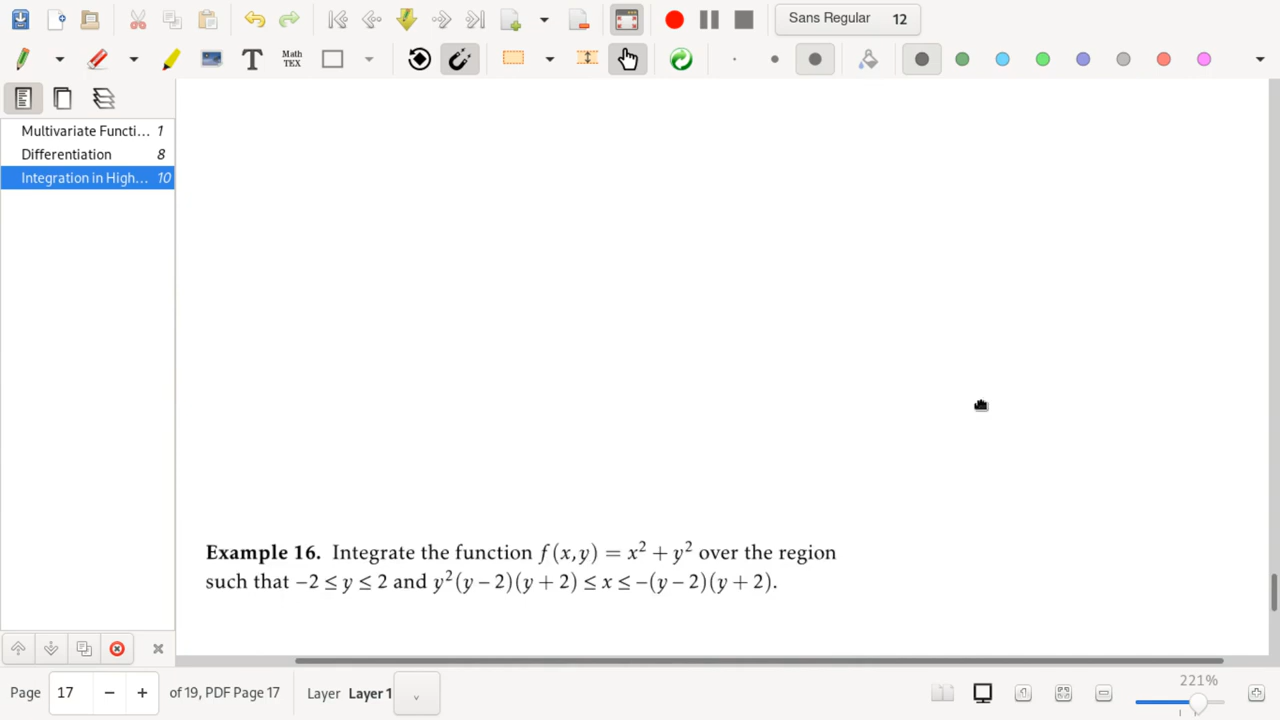 Sans Regular 12
Math
TEX
T
Multivariate Functi... 1
Differentiation 8
Integration in High... 10
Example 16. Integrate the function f(x,y) = x² + y² over the region
such that −2 ≤ y ≤ 2 and y²(y − 2)(y + 2) ≤ x ≤ −(y − 2)(y + 2).
Page 17 of 19, PDF Page 17 Layer Layer 1 221%